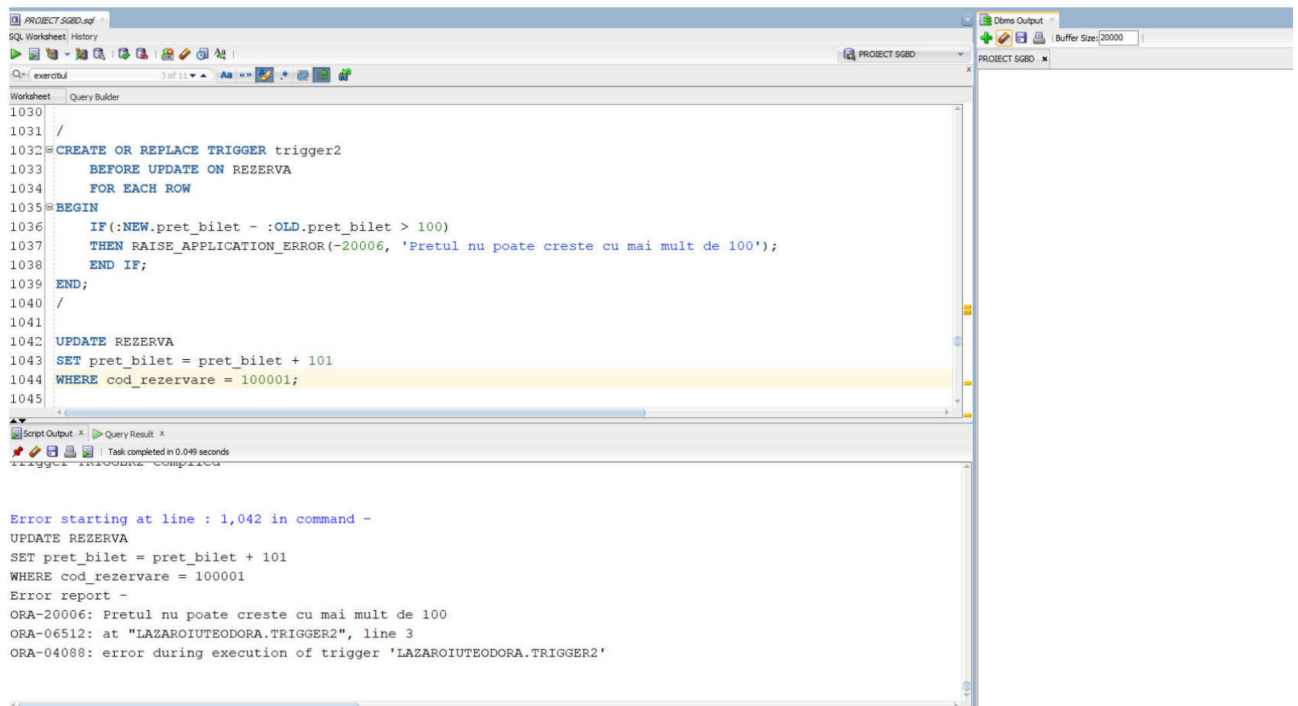 PROIECT SGBD.sql
SQL Worksheet History
PROIECT SGBD
exercitiul 3 of 11 Aa
Worksheet Query Builder
1030
1031 /
1032 CREATE OR REPLACE TRIGGER trigger2
1033 BEFORE UPDATE ON REZERVA
1034 FOR EACH ROW
1035 BEGIN
1036 IF(:NEW.pret_bilet - :OLD.pret_bilet > 100)
1037 THEN RAISE_APPLICATION_ERROR(-20006, 'Pretul nu poate creste cu mai mult de 100');
1038 END IF;
1039 END;
1040 /
1041
1042 UPDATE REZERVA
1043 SET pret_bilet = pret_bilet + 101
1044 WHERE cod_rezervare = 100001;
1045
Script Output x Query Result x
Task completed in 0.049 seconds
Trigger TRIGGER2 compiled
Error starting at line : 1,042 in command -
UPDATE REZERVA
SET pret_bilet = pret_bilet + 101
WHERE cod_rezervare = 100001
Error report -
ORA-20006: Pretul nu poate creste cu mai mult de 100
ORA-06512: at "LAZAROIUTEODORA.TRIGGER2", line 3
ORA-04088: error during execution of trigger 'LAZAROIUTEODORA.TRIGGER2'
Dbms Output
Buffer Size: 20000
PROIECT SGBD x